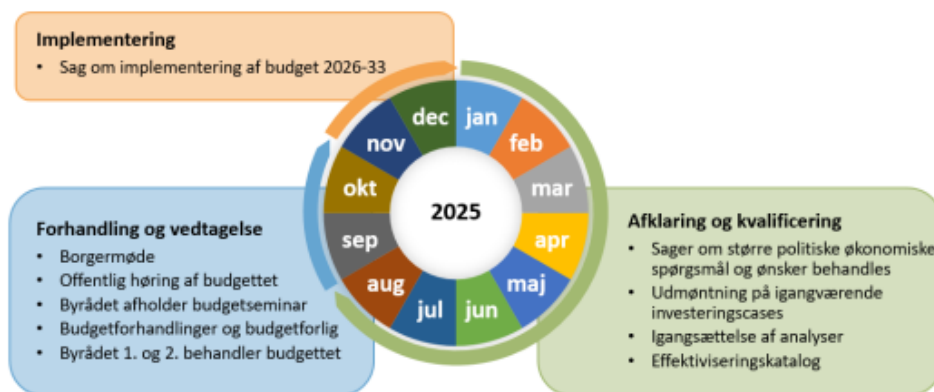 Implementering
• Sag om implementering af budget 2026-33
dec
jan
nov
feb
okt
mar
2025
sep
apr
aug
maj
jul
jun
Forhandling og vedtagelse
• Borgermøde
• Offentlig høring af budgettet
• Byrådet afholder budgetseminar
• Budgetforhandlinger og budgetforlig
• Byrådet 1. og 2. behandler budgettet
Afklaring og kvalificering
• Sager om større politiske økonomiske
spørgsmål og ønsker behandles
• Udmøntning på igangværende
investeringscases
• Igangsættelse af analyser
• Effektiviseringskatalog